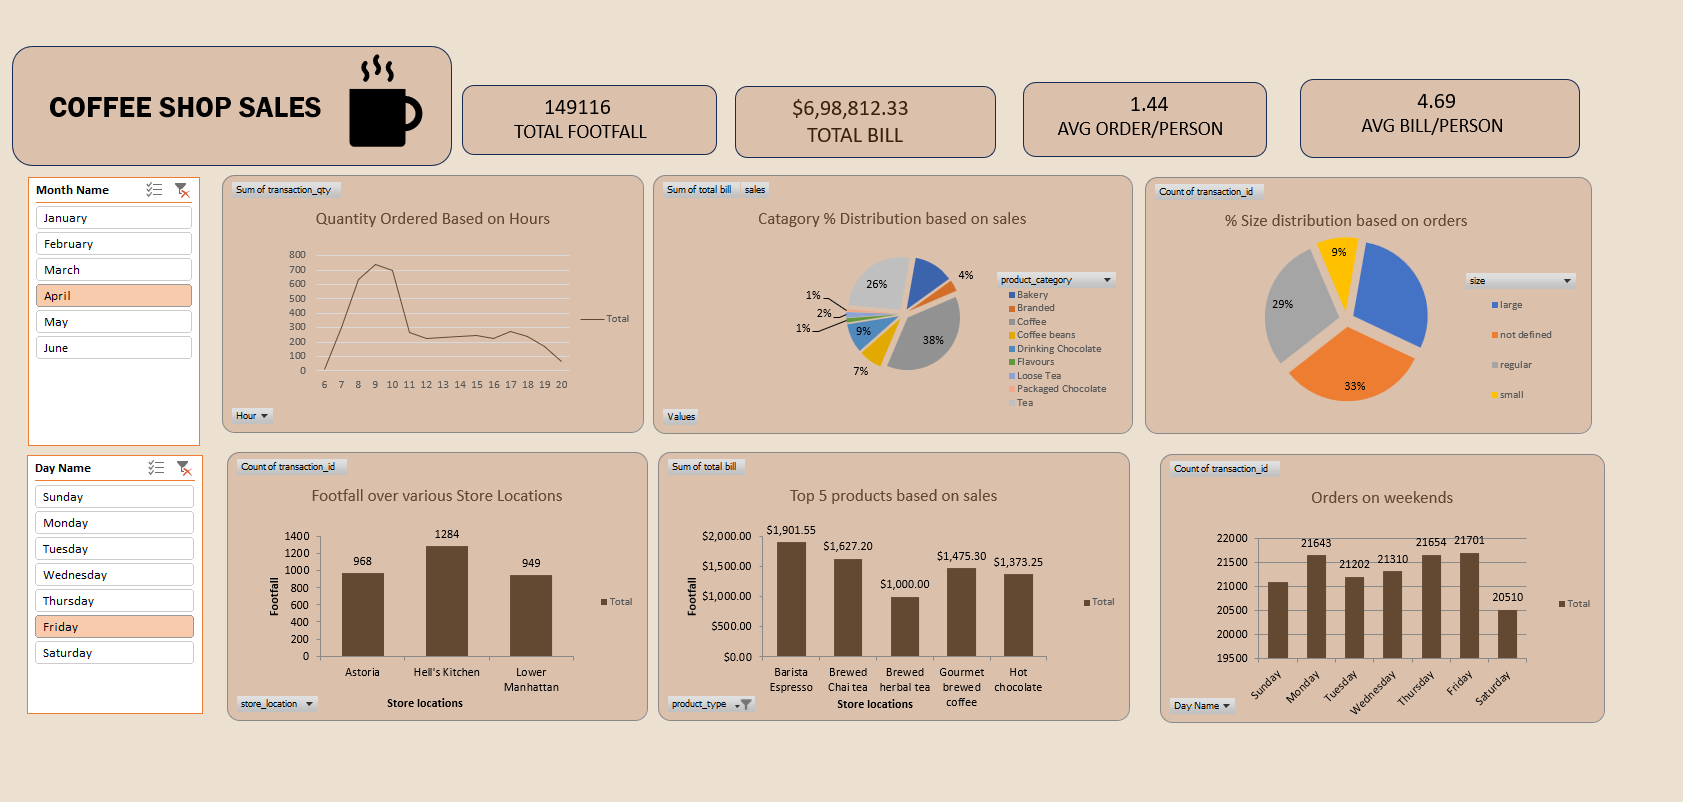 COFFEE SHOP SALES
149116
TOTAL FOOTFALL
$6,98,812.33
TOTAL BILL
1.44
AVG ORDER/PERSON
4.69
AVG BILL/PERSON
Month Name
January
February
March
April
May
June
Sum of transaction_qty
Quantity Ordered Based on Hours
800
700
600
500
400
300
200
100
0
6 7 8 9 10 11 12 13 14 15 16 17 18 19 20
Total
Hour
Sum of total bill sales
Catagory % Distribution based on sales
4%
38%
7%
9%
1%
2%
1%
26%
product_category
Bakery
Branded
Coffee
Coffee beans
Drinking Chocolate
Flavours
Loose Tea
Packaged Chocolate
Tea
Values
Count of transaction_id
% Size distribution based on orders
9%
29%
33%
size
large
not defined
regular
small
Day Name
Sunday
Monday
Tuesday
Wednesday
Thursday
Friday
Saturday
Count of transaction_id
Footfall over various Store Locations
1400
1200
1000
800
600
400
200
0
Footfall
968
1284
949
Astoria
Hell's Kitchen
Lower Manhattan
Total
store_location
Store locations
Sum of total bill
Top 5 products based on sales
$2,000.00
$1,500.00
$1,000.00
$500.00
$0.00
Footfall
$1,901.55
$1,627.20
$1,000.00
$1,475.30
$1,373.25
Barista Espresso
Brewed Chai tea
Brewed herbal tea
Gourmet brewed coffee
Hot chocolate
Total
product_type
Store locations
Count of transaction_id
Orders on weekends
22000
21500
21000
20500
20000
19500
21643
21202
21310
21654
21701
20510
Sunday
Monday
Tuesday
Wednesday
Thursday
Friday
Saturday
Total
Day Name